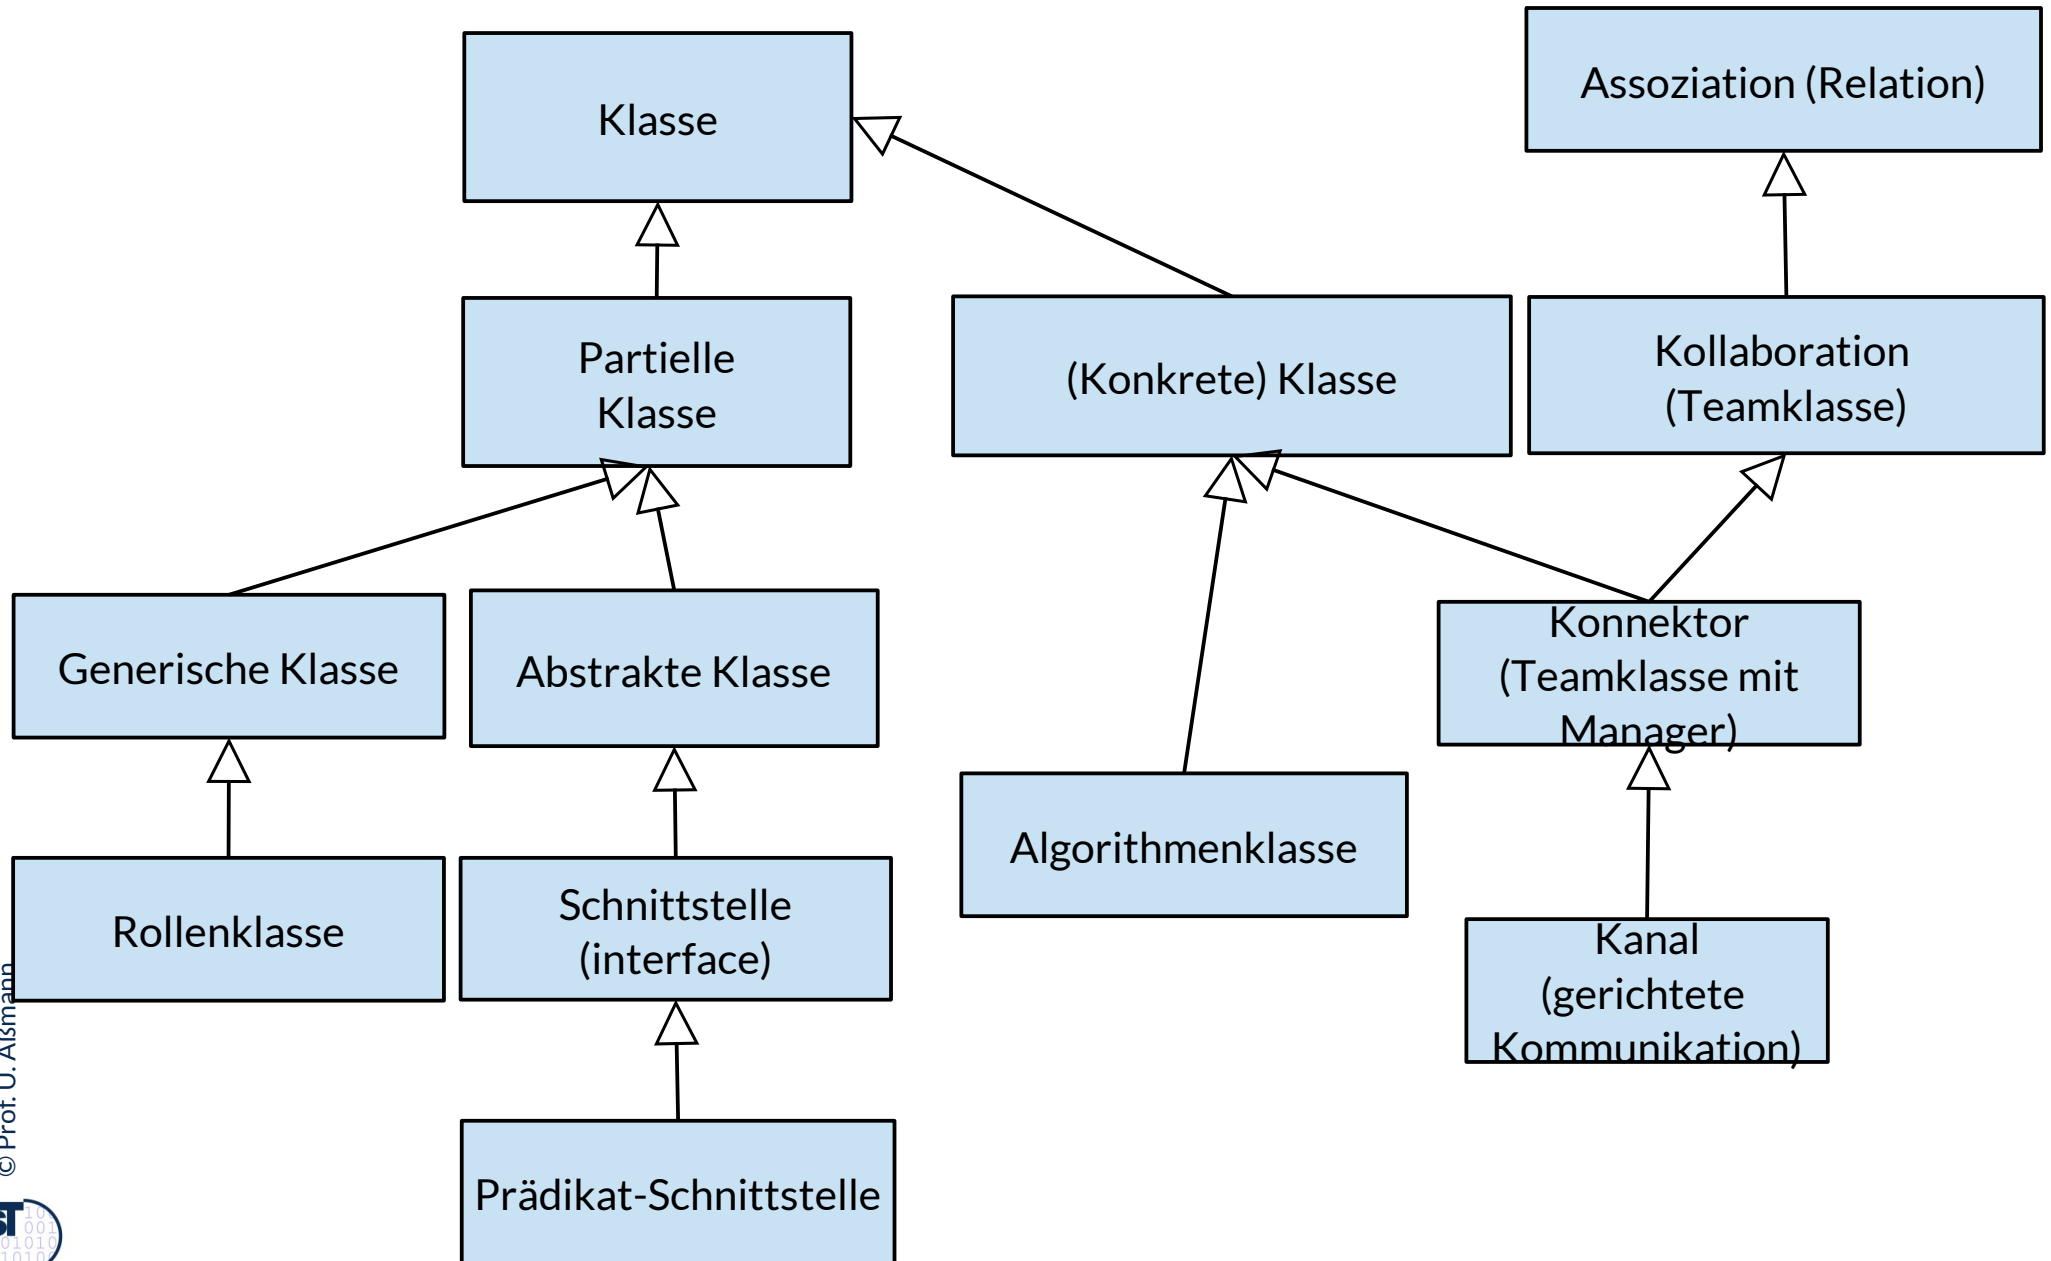 Klasse
Assoziation (Relation)
Partielle
Klasse
(Konkrete) Klasse
Kollaboration
(Teamklasse)
Generische Klasse
Abstrakte Klasse
Konnektor
(Teamklasse mit
Manager)
Algorithmenklasse
Rollenklasse
Schnittstelle
(interface)
Kanal
(gerichtete
Kommunikation)
Prädikat-Schnittstelle
© Prof. U. Aßmann